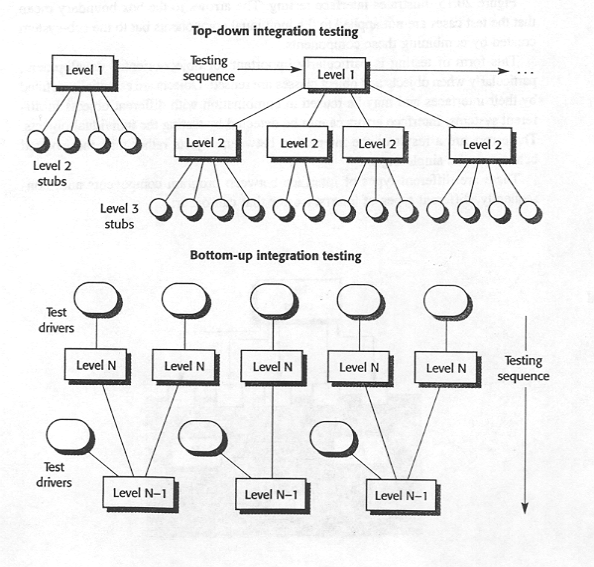 Top-down integration testing
Level 1
Testing
sequence
Level 1
...
Level 2
stubs
Level 2
Level 2
Level 2
Level 2
Level 3
stubs
Bottom-up integration testing
Test
drivers
Level N
Level N
Level N
Level N
Level N
Testing
sequence
Test
drivers
Level N–1
Level N–1
Level N–1